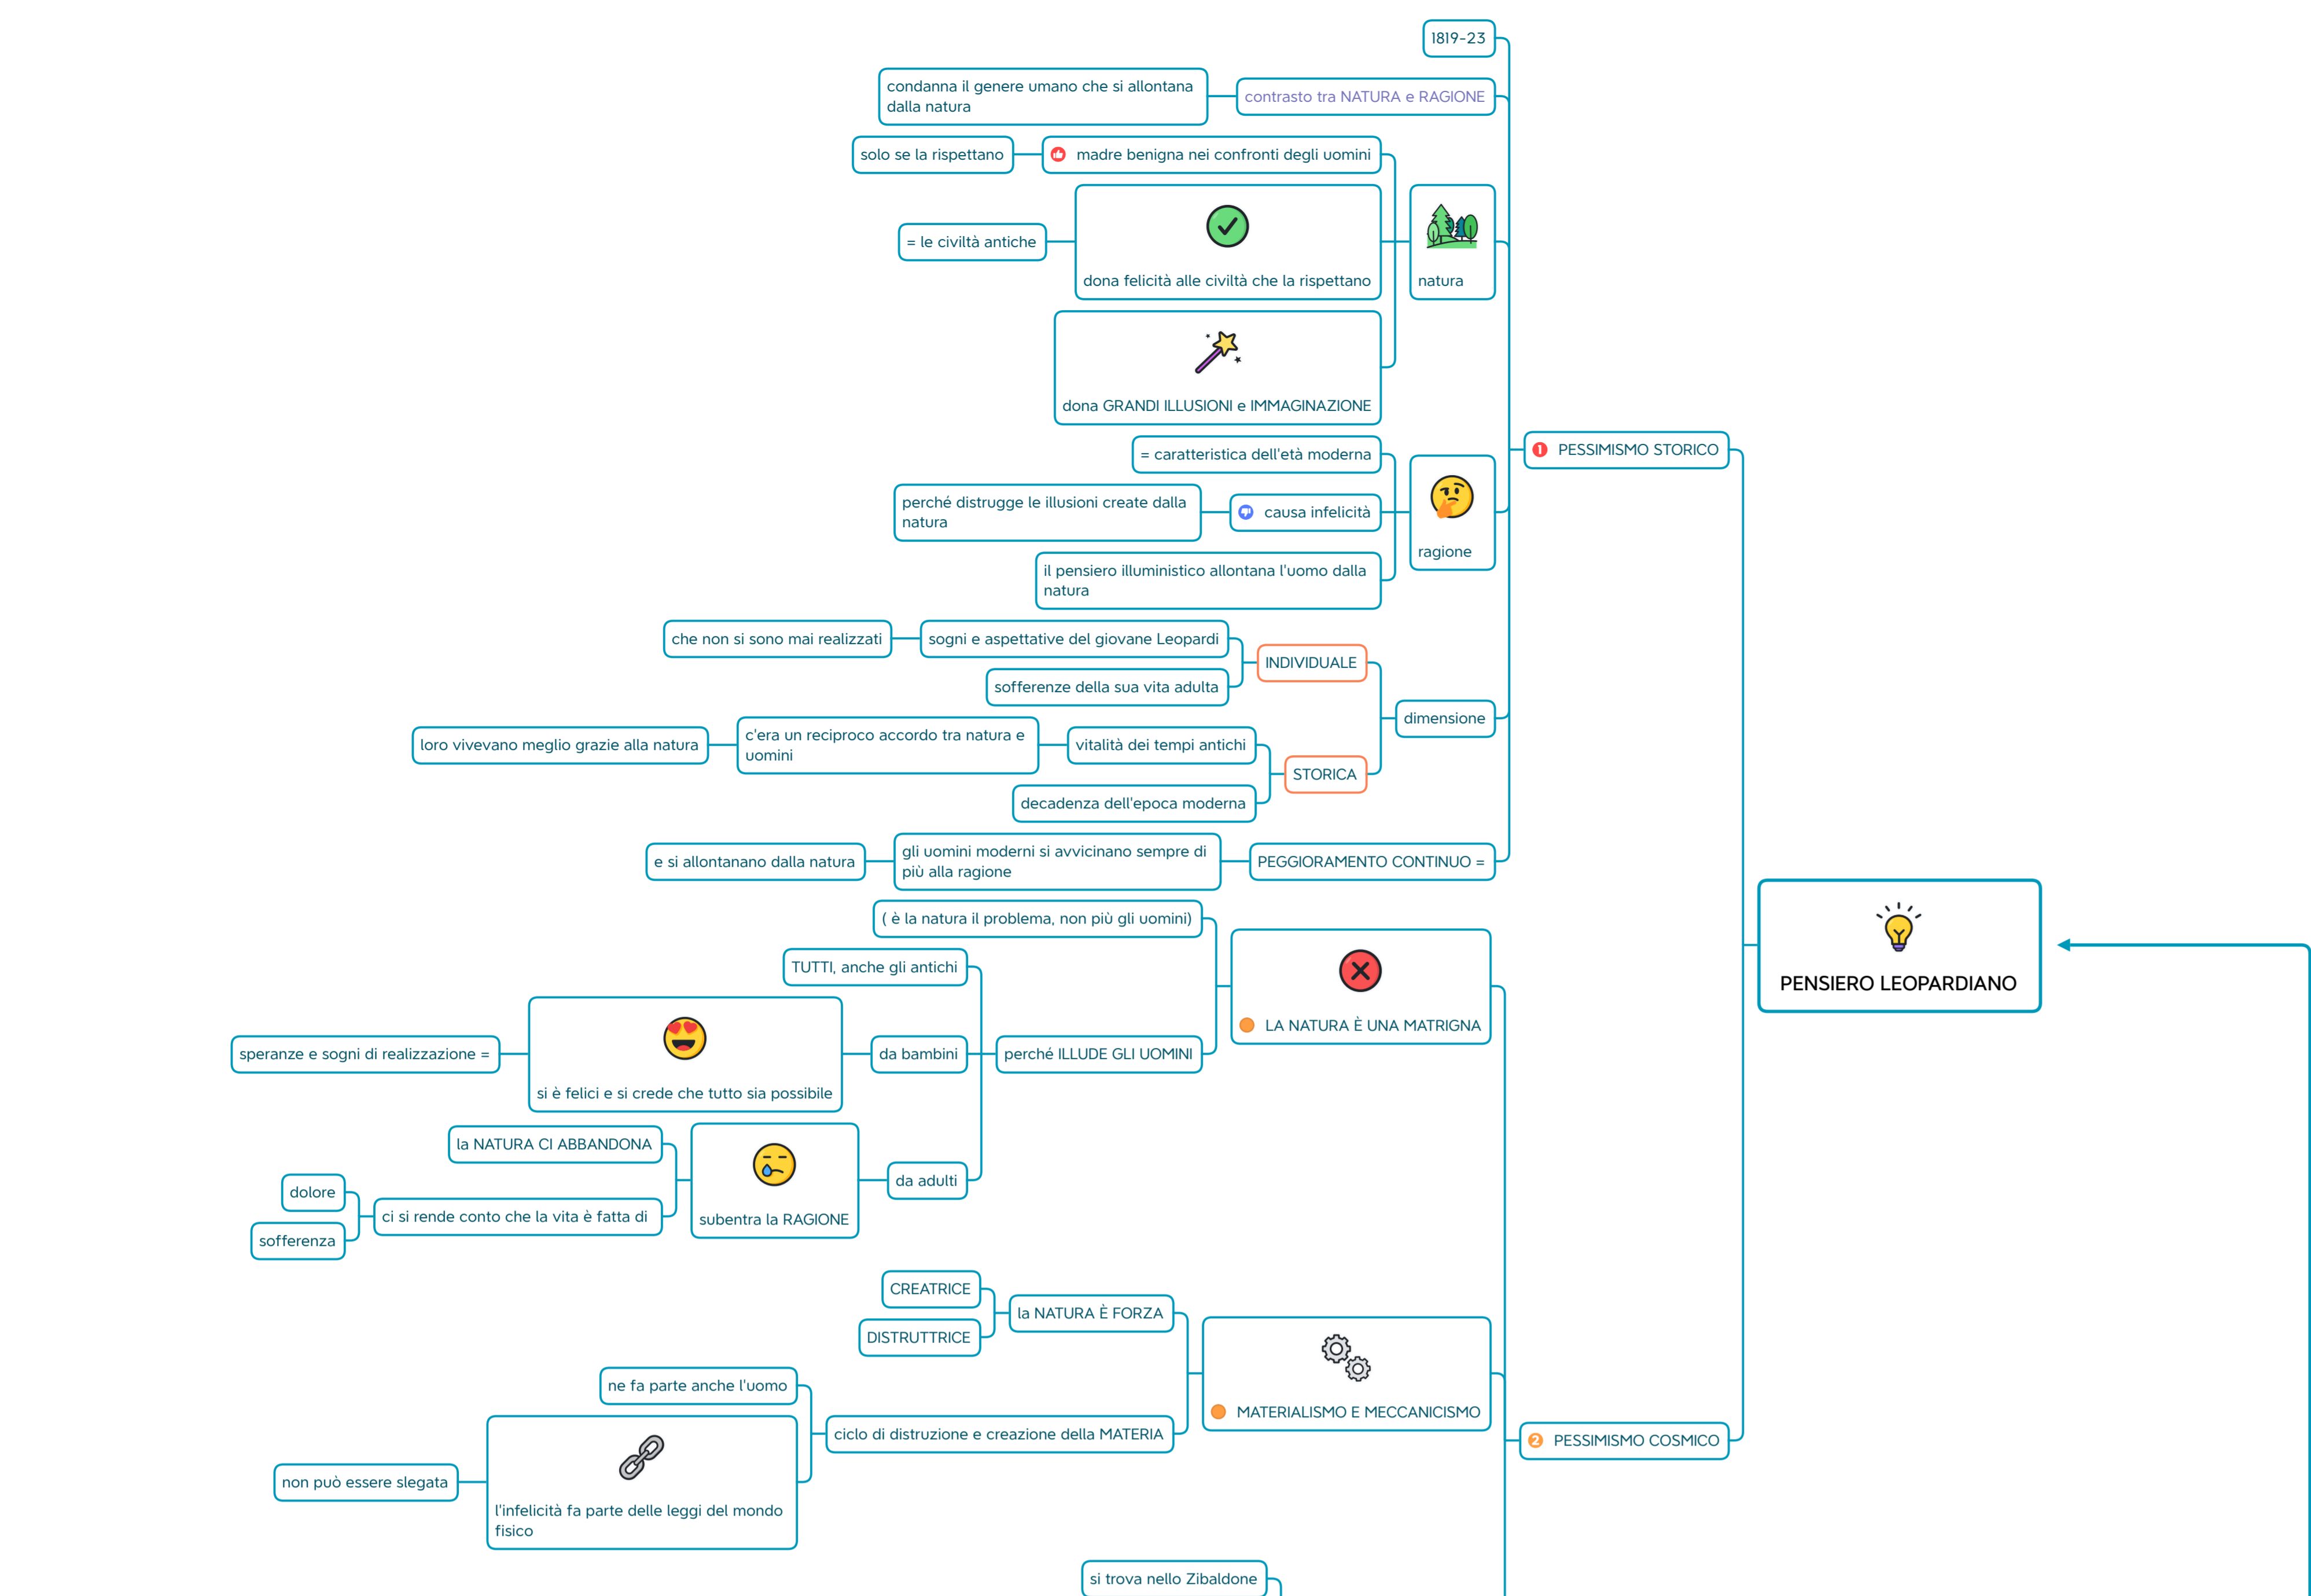 PENSIERO LEOPARDIANO
1 PESSIMISMO STORICO
1819-23
contrasto tra NATURA e RAGIONE
condanna il genere umano che si allontana
dalla natura
natura
madre benigna nei confronti degli uomini
solo se la rispettano
dona felicità alle civiltà che la rispettano
= le civiltà antiche
dona GRANDI ILLUSIONI e IMMAGINAZIONE
ragione
= caratteristica dell'età moderna
causa infelicità
perché distrugge le illusioni create dalla
natura
il pensiero illuministico allontana l'uomo dalla
natura
dimensione
INDIVIDUALE
sogni e aspettative del giovane Leopardi
che non si sono mai realizzati
sofferenze della sua vita adulta
STORICA
vitalità dei tempi antichi
c'era un reciproco accordo tra natura e
uomini
loro vivevano meglio grazie alla natura
decadenza dell'epoca moderna
PEGGIORAMENTO CONTINUO =
gli uomini moderni si avvicinano sempre di
più alla ragione
e si allontanano dalla natura
2 PESSIMISMO COSMICO
LA NATURA È UNA MATRIGNA
( è la natura il problema, non più gli uomini)
perché ILLUDE GLI UOMINI
TUTTI, anche gli antichi
da bambini
si è felici e si crede che tutto sia possibile
speranze e sogni di realizzazione =
da adulti
subentra la RAGIONE
la NATURA CI ABBANDONA
ci si rende conto che la vita è fatta di
dolore
sofferenza
MATERIALISMO E MECCANICISMO
la NATURA È FORZA
CREATRICE
DISTRUTTRICE
ciclo di distruzione e creazione della MATERIA
ne fa parte anche l'uomo
l'infelicità fa parte delle leggi del mondo
fisico
non può essere slegata
si trova nello Zibaldone